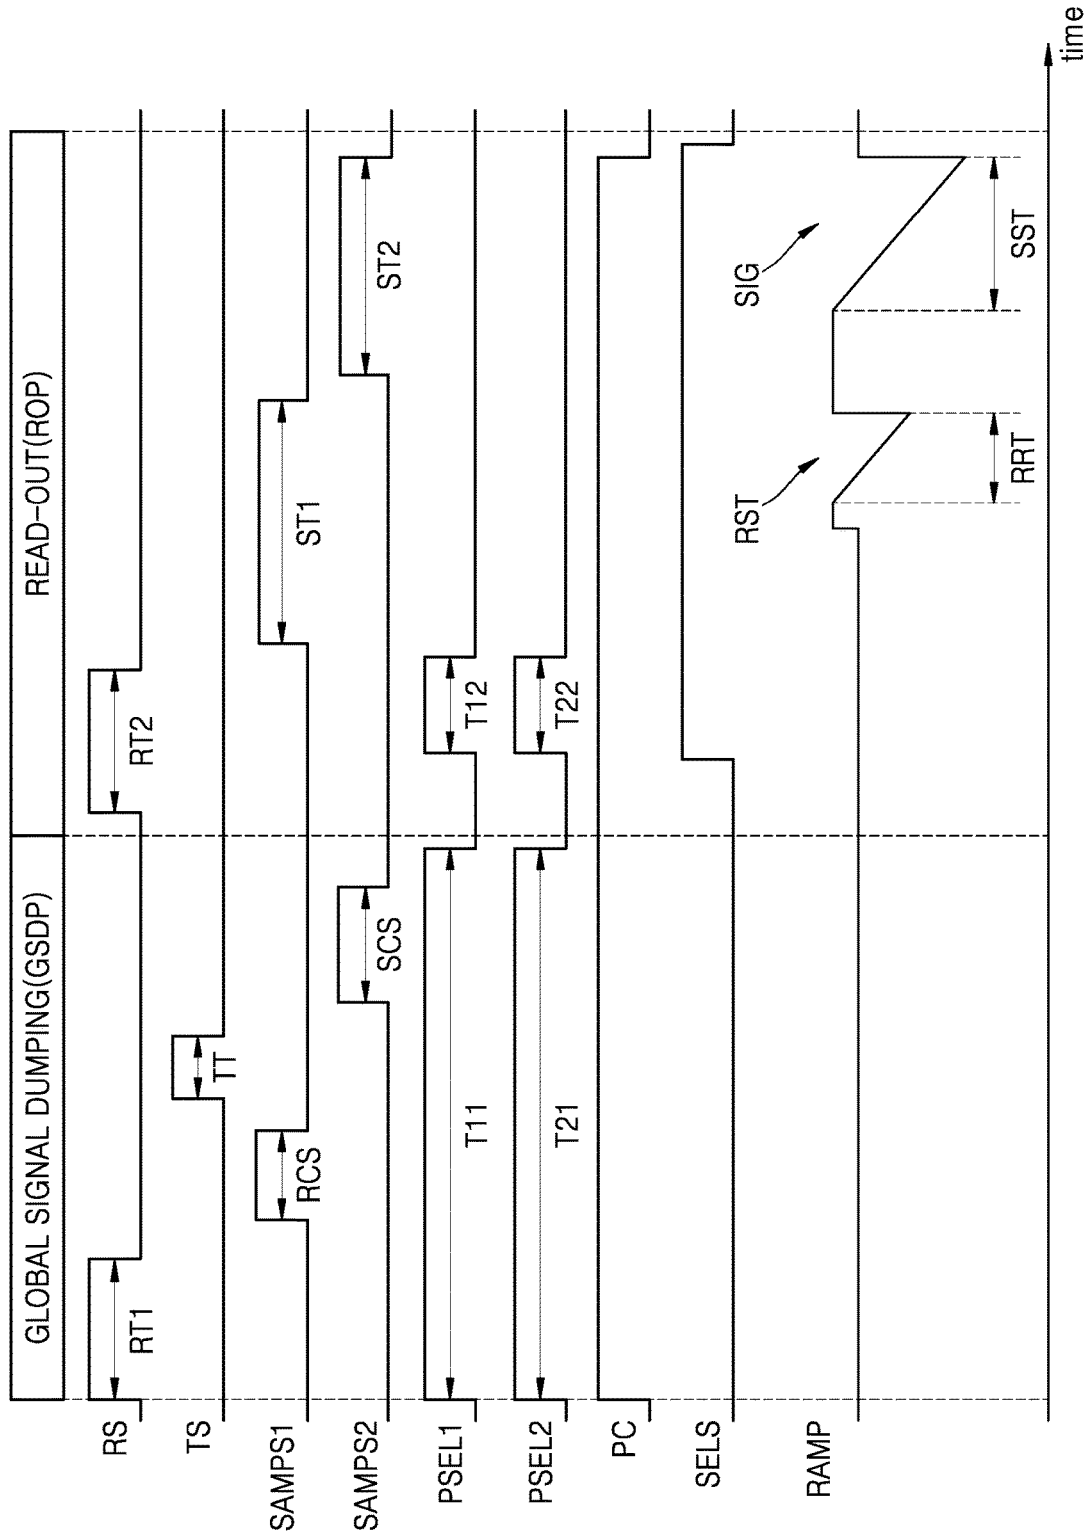 GLOBAL SIGNAL DUMPING(GSDP)
READ-OUT(ROP)
RS
RT1
RT2
TS
TT
SAMPS1
RCS
ST1
SAMPS2
SCS
ST2
PSEL1
T11
T12
PSEL2
T21
T22
PC
SELS
RAMP
RST
SIG
RRT
SST
time